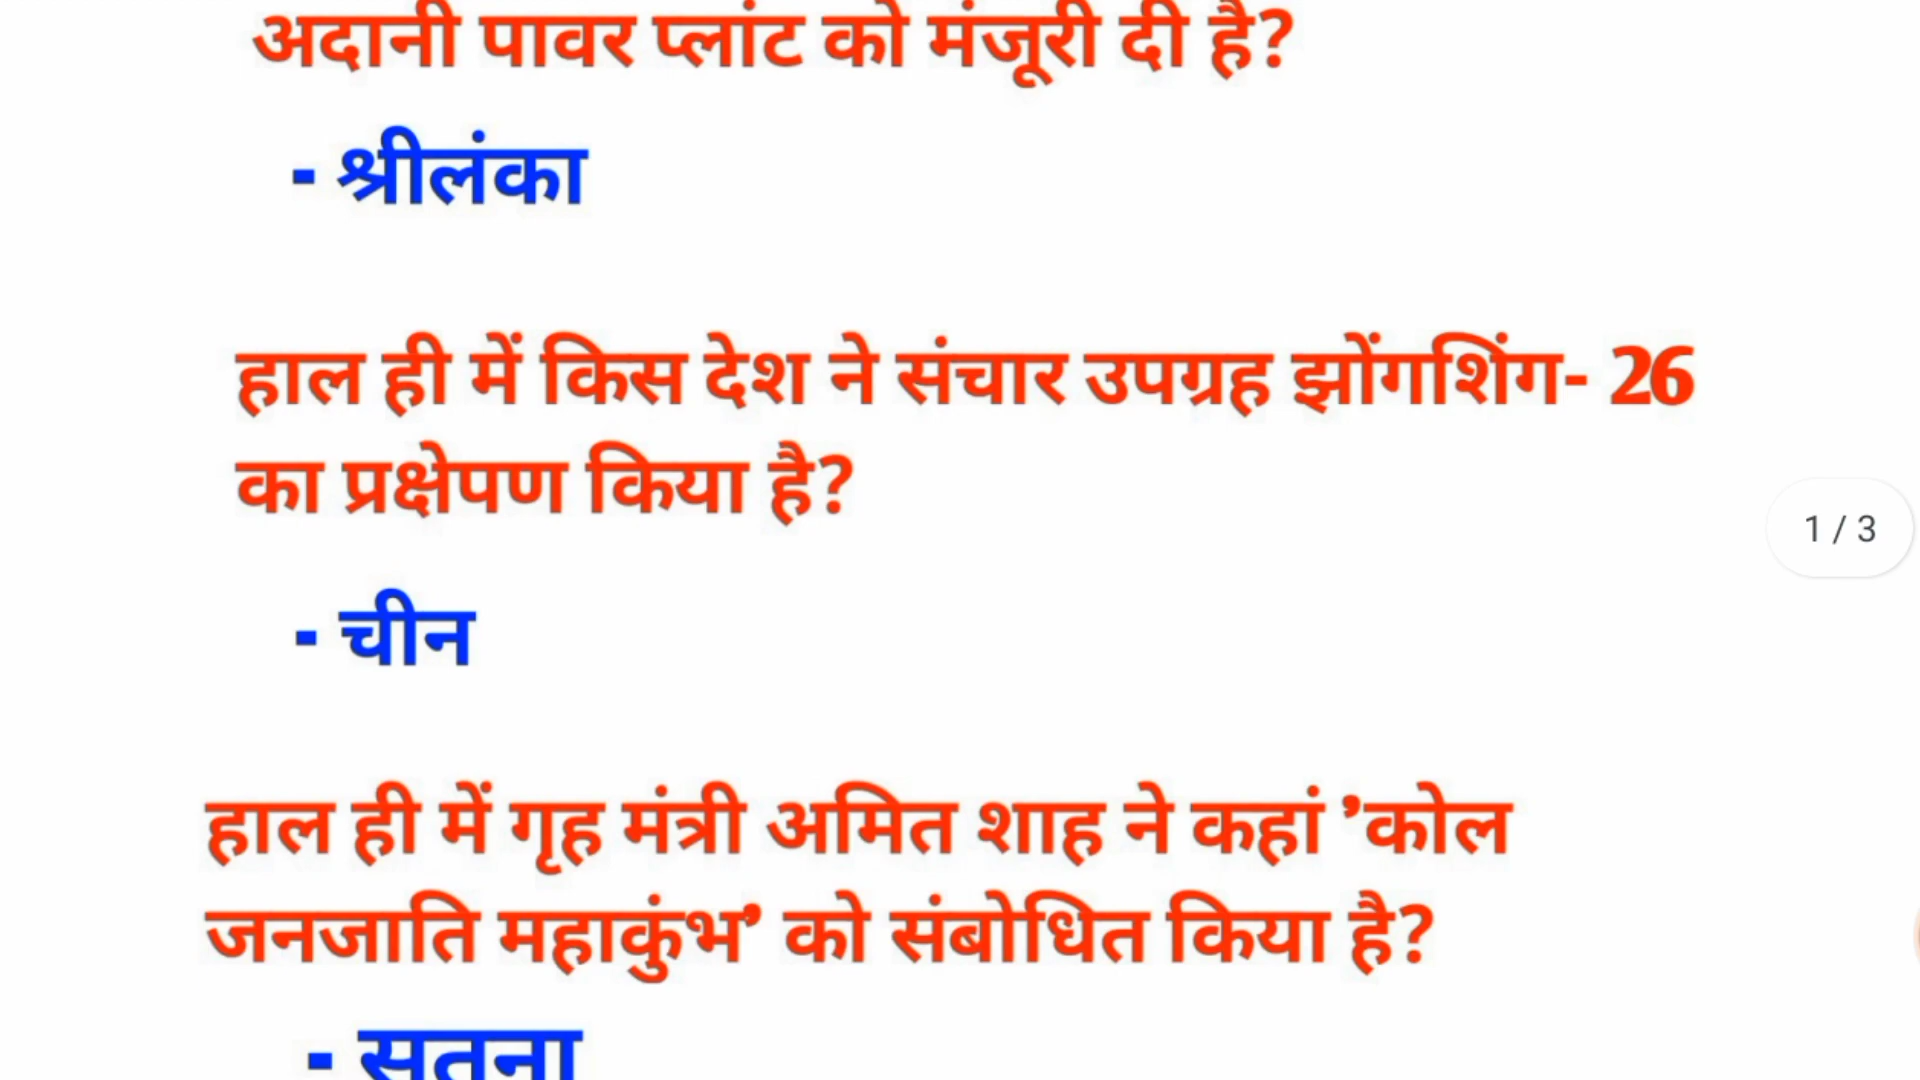 अदानी पावर प्लांट को मंजूरी दी है?
- श्रीलंका
हाल ही में किस देश ने संचार उपग्रह झोंगशिंग- 26
का प्रक्षेपण किया है?
- चीन
1 / 3
हाल ही में गृह मंत्री अमित शाह ने कहां ’कोल
जनजाति महाकुंभ’ को संबोधित किया है?
- सतना